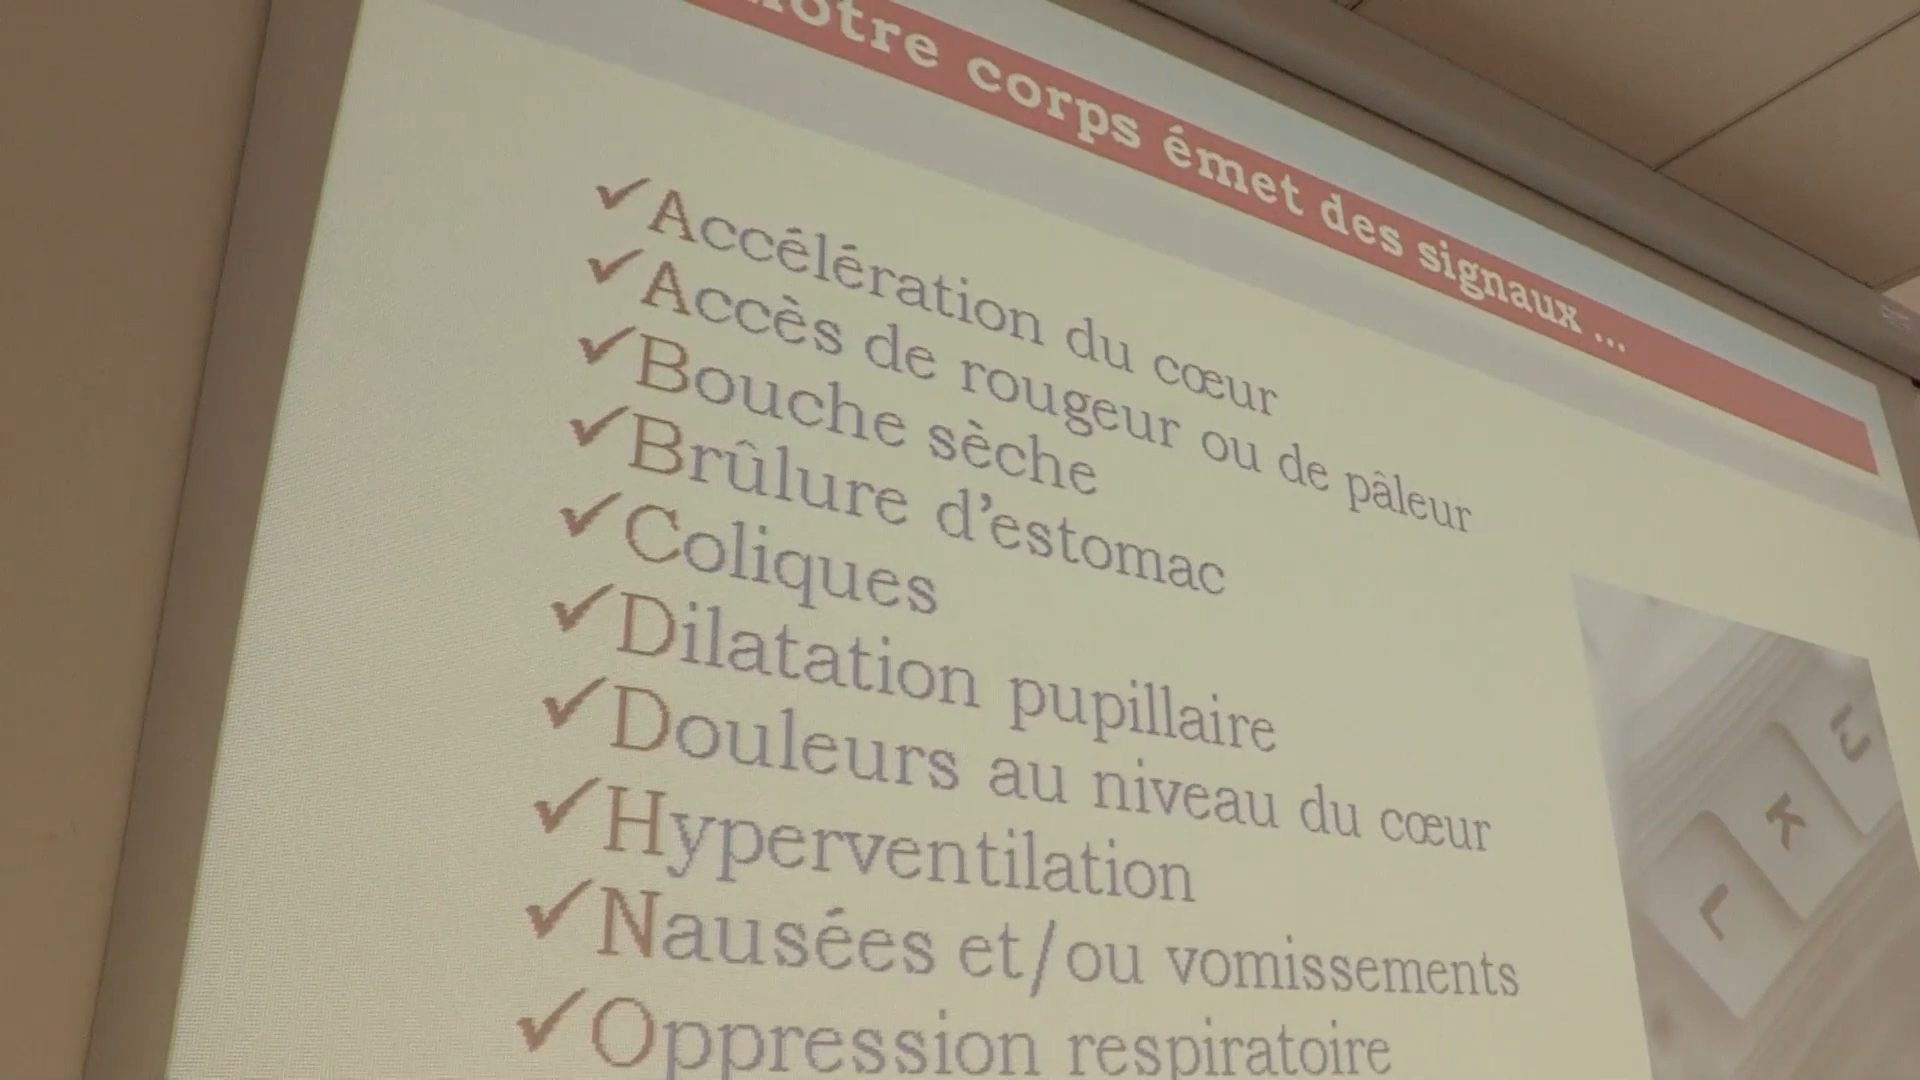 notre corps émet des signaux ...
✓Accélération du cœur
✓Accès de rougeur ou de pâleur
✓Bouche sèche
✓Brûlure d'estomac
✓Coliques
✓Dilatation pupillaire
✓Douleurs au niveau du cœur
✓Hyperventilation
✓Nausées et/ou vomissements
✓Oppression respiratoire
K
L